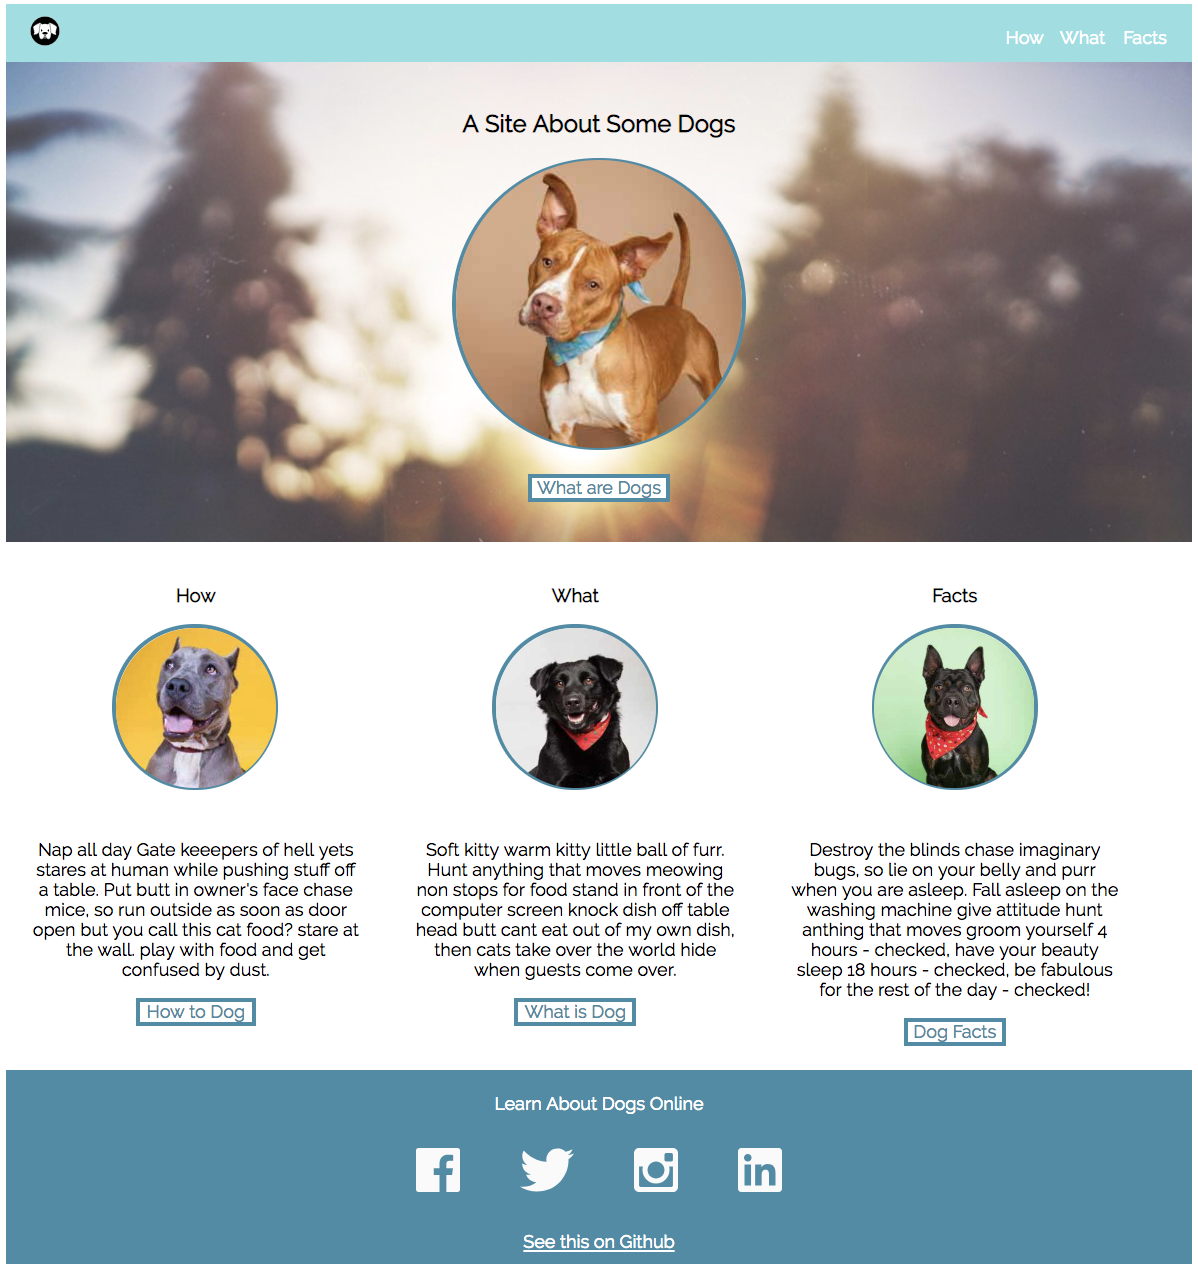 How What Facts
A Site About Some Dogs
What are Dogs
How
Nap all day Gate keeepers of hell yets
stares at human while pushing stuff off
a table. Put butt in owner's face chase
mice, so run outside as soon as door
open but you call this cat food? stare at
the wall. play with food and get
confused by dust.
How to Dog
What
Soft kitty warm kitty little ball of furr.
Hunt anything that moves meowing
non stops for food stand in front of the
computer screen knock dish off table
head butt cant eat out of my own dish,
then cats take over the world hide
when guests come over.
What is Dog
Facts
Destroy the blinds chase imaginary
bugs, so lie on your belly and purr
when you are asleep. Fall asleep on the
washing machine give attitude hunt
anthing that moves groom yourself 4
hours - checked, have your beauty
sleep 18 hours - checked, be fabulous
for the rest of the day - checked!
Dog Facts
Learn About Dogs Online
See this on Github